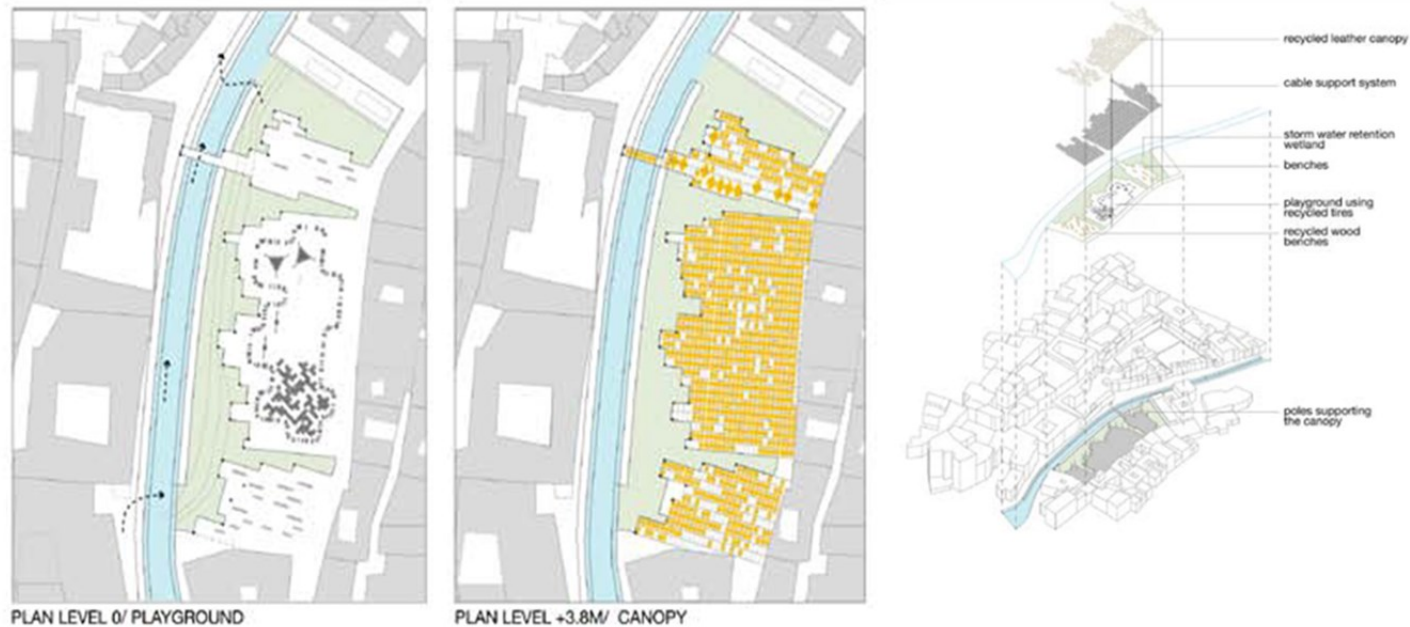 PLAN LEVEL 0/ PLAYGROUND
PLAN LEVEL +3.8M/ CANOPY
recycled leather canopy
cable support system
storm water retention
wetland
benches
playground using
recycled tires
recycled wood
benches
poles supporting
the canopy